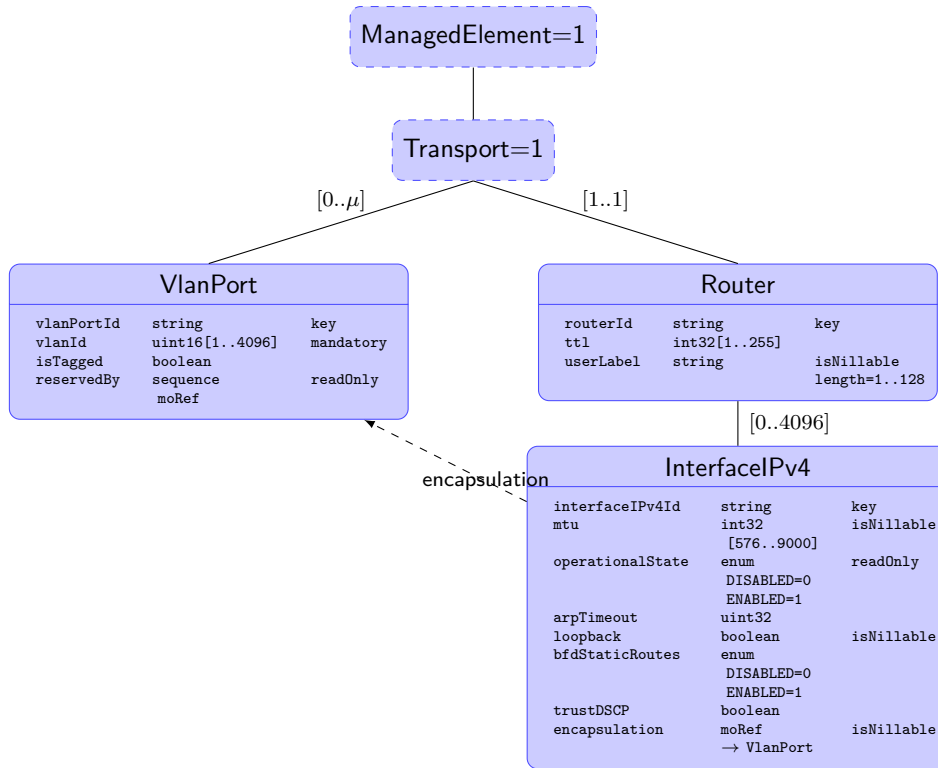 ManagedElement=1
Transport=1
[0..μ]
[1..1]
VlanPort
vlanPortId string key
vlanId uint16[1..4096] mandatory
isTagged boolean
reservedBy sequence readOnly
moRef
Router
routerId string key
ttl int32[1..255]
userLabel string isNillable
length=1..128
[0..4096]
encapsulation
InterfaceIPv4
interfaceIPv4Id string key
mtu int32 isNillable
[576..9000]
operationalState enum readOnly
DISABLED=0
ENABLED=1
arpTimeout uint32
loopback boolean isNillable
bfdStaticRoutes enum
DISABLED=0
ENABLED=1
trustDSCP boolean
encapsulation moRef isNillable
→ VlanPort